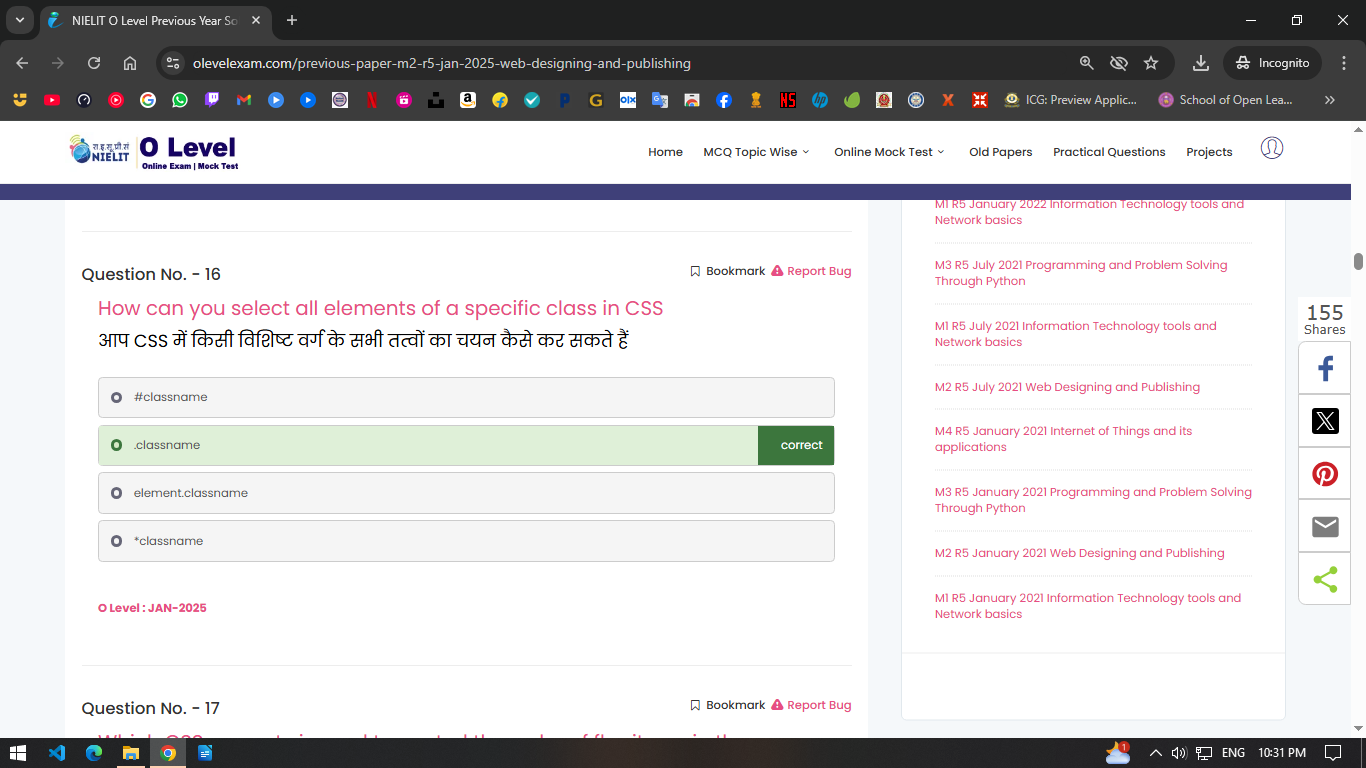 NIELIT O Level Previous Year So
olevelexam.com/previous-paper-m2-r5-jan-2025-web-designing-and-publishing
Incognito
ICG: Preview Applic...
School of Open Lea...
NIELIT
O Level
Online Exam | Mock Test
Home
MCQ Topic Wise
Online Mock Test
Old Papers
Practical Questions
Projects
Question No. - 16
Bookmark
Report Bug
How can you select all elements of a specific class in CSS
आप CSS में किसी विशिष्ट वर्ग के सभी तत्वों का चयन कैसे कर सकते हैं
#classname
.classname
correct
element.classname
*classname
O Level : JAN-2025
Question No. - 17
Bookmark
Report Bug
M1 R5 January 2022 Information Technology tools and
Network basics
M3 R5 July 2021 Programming and Problem Solving
Through Python
M1 R5 July 2021 Information Technology tools and
Network basics
M2 R5 July 2021 Web Designing and Publishing
M4 R5 January 2021 Internet of Things and its
applications
M3 R5 January 2021 Programming and Problem Solving
Through Python
M2 R5 January 2021 Web Designing and Publishing
M1 R5 January 2021 Information Technology tools and
Network basics
155
Shares
1
ENG
10:31 PM